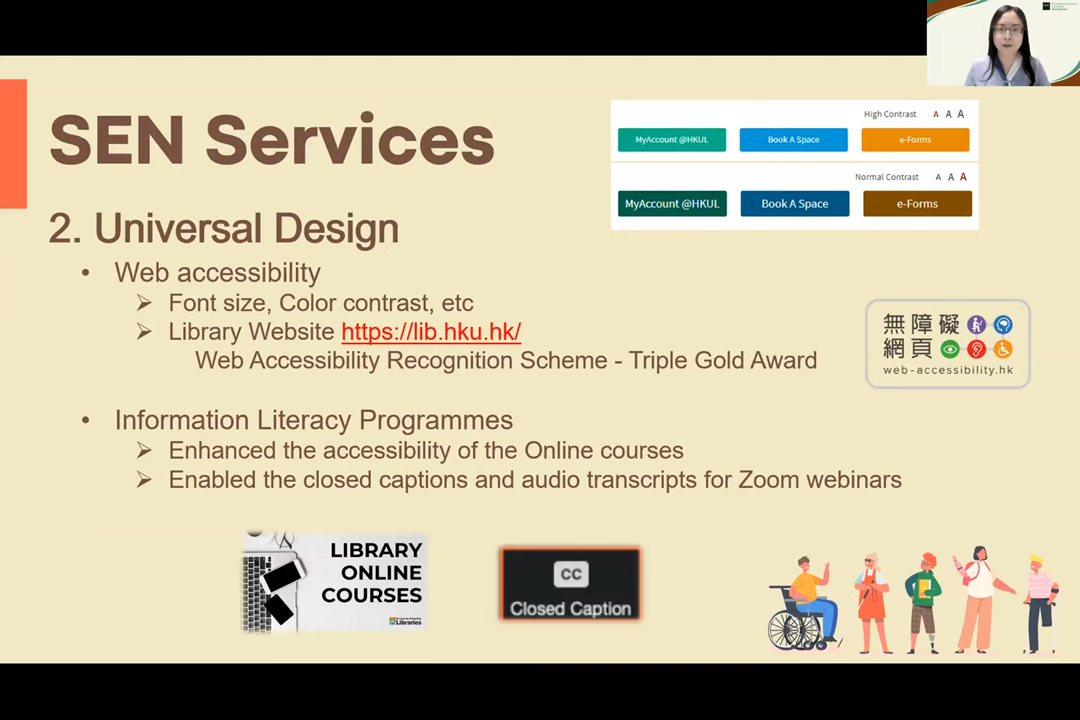 SEN Services
High Contrast A A A
MyAccount @HKUL Book A Space e-Forms
Normal Contrast A A A
MyAccount @HKUL Book A Space e-Forms
2. Universal Design
• Web accessibility
➢ Font size, Color contrast, etc
➢ Library Website https://lib.hku.hk/
Web Accessibility Recognition Scheme - Triple Gold Award
無障礙
網頁
web-accessibility.hk
• Information Literacy Programmes
➢ Enhanced the accessibility of the Online courses
➢ Enabled the closed captions and audio transcripts for Zoom webinars
LIBRARY
ONLINE
COURSES
Libraries
CC
Closed Caption